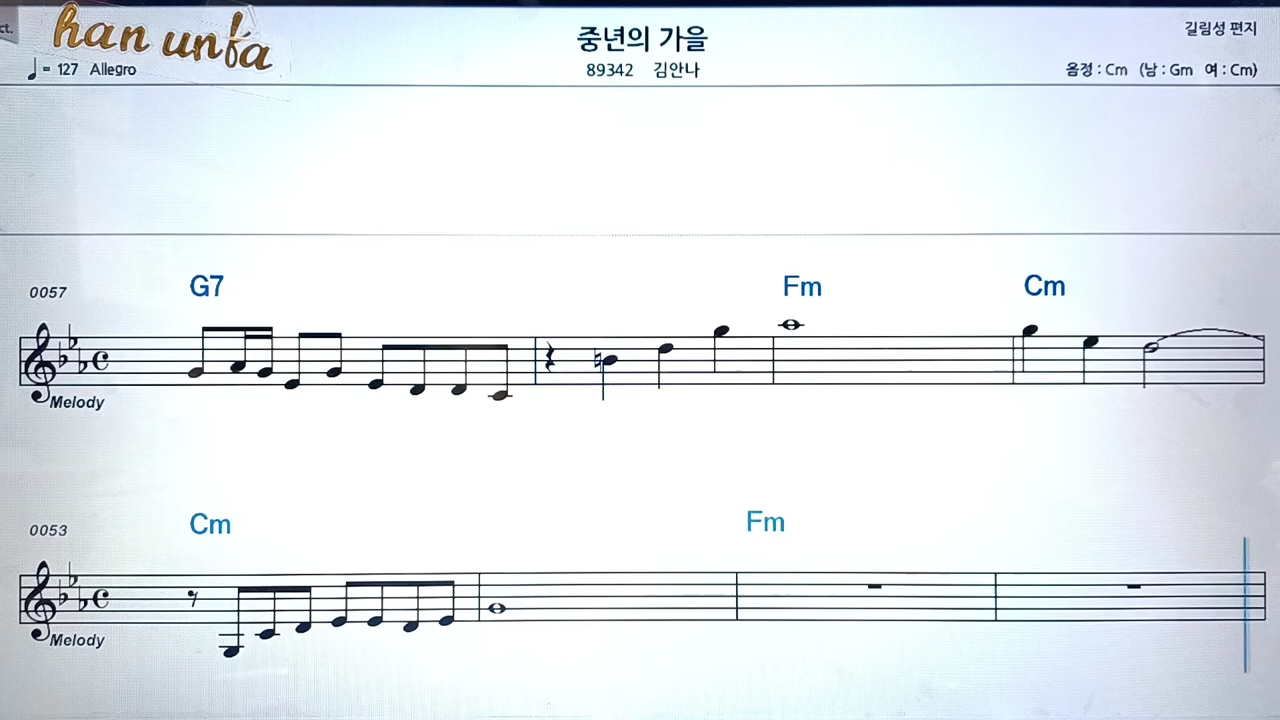 ct.
han unfa
♩= 127 Allegro
중년의 가을
89342 김안나
길림성 편지
음정 : Cm (남 : Gm 여 : Cm)
0057
G7 Fm Cm
Melody
0053
Cm Fm
Melody